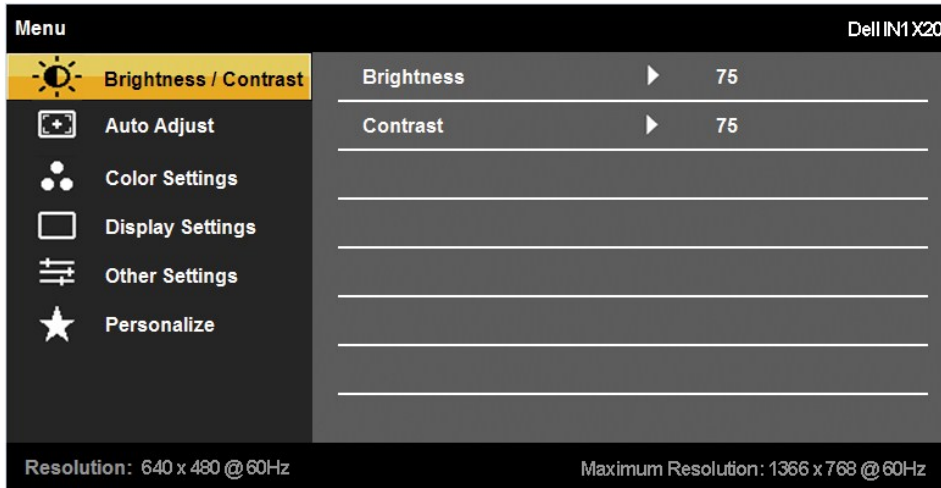 Menu Dell IN1X20
Brightness / Contrast Brightness 75
Auto Adjust Contrast 75
Color Settings
Display Settings
Other Settings
Personalize
Resolution: 640 x 480 @ 60Hz Maximum Resolution: 1366 x 768 @ 60Hz